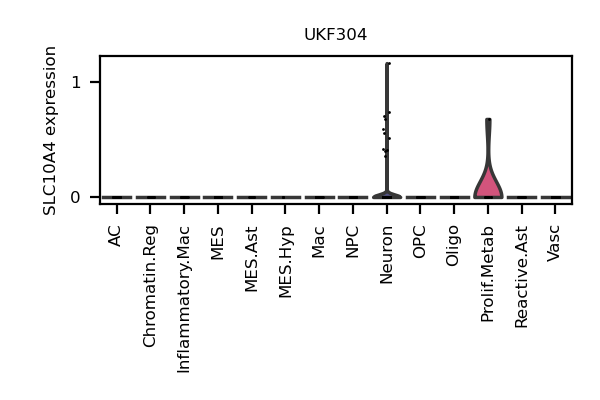 UKF304
SLC10A4 expression
1
0
AC
Chromatin.Reg
Inflammatory.Mac
MES
MES.Ast
MES.Hyp
Mac
NPC
Neuron
OPC
Oligo
Prolif.Metab
Reactive.Ast
Vasc